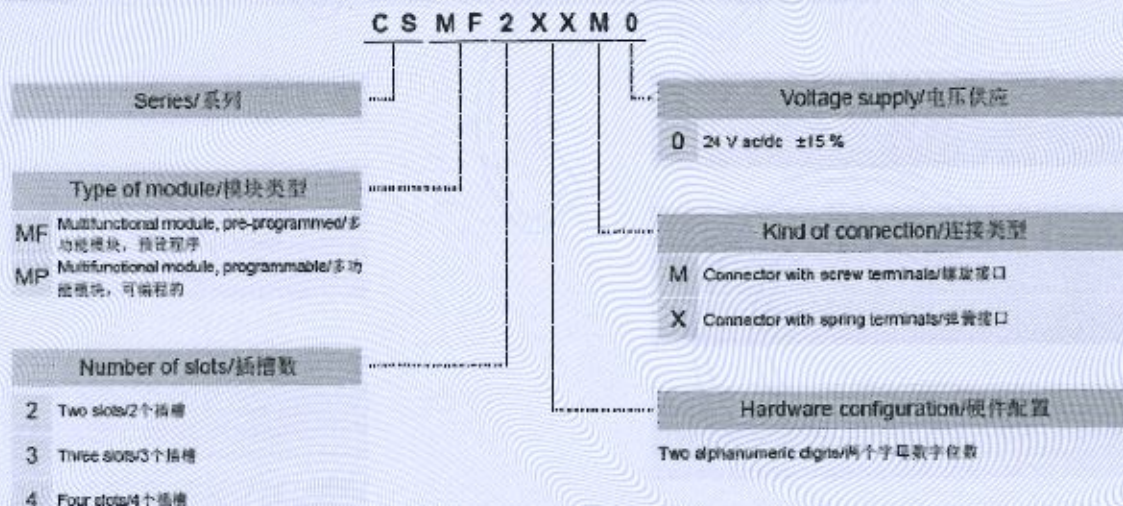 C S M F 2 X X M 0
Series/系列
Type of module/模块类型
MF Multifunctional module, pre-programmed/多
功能模块，预设程序
MP Multifunctional module, programmable/多功
能模块，可编程的
Number of slots/插槽数
2 Two slots/2个插槽
3 Three slots/3个插槽
4 Four slots/4个插槽
Voltage supply/电压供应
0 24 V ac/dc ±15 %
Kind of connection/连接类型
M Connector with screw terminals/螺旋接口
X Connector with spring terminals/弹簧接口
Hardware configuration/硬件配置
Two alphanumeric digits/两个字母数字位数